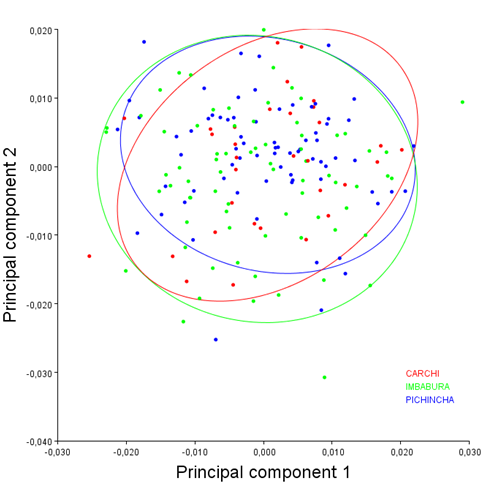 0,020
0,010
0,000
-0,010
-0,020
-0,030
-0,040
Principal component 2
CARCHI
IMBABURA
PICHINCHA
-0,030 -0,020 -0,010 0,000 0,010 0,020 0,030
Principal component 1